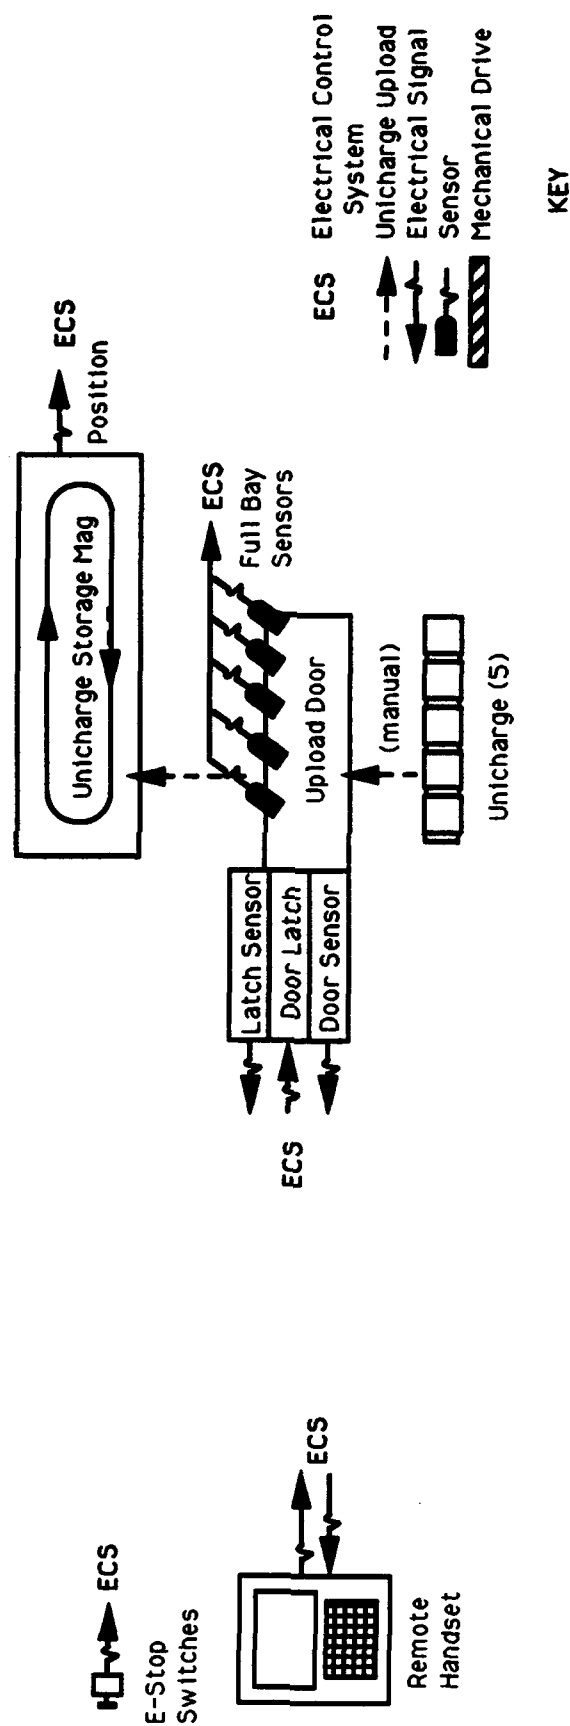 E-Stop
Switches
ECS
Remote
Handset
ECS
ECS
Latch Sensor
Door Latch
Door Sensor
Unicharge Storage Mag
ECS
Position
ECS
Full Bay
Sensors
Upload Door
(manual)
Unicharge (5)
ECS
Electrical Control
System
Unicharge Upload
Electrical Signal
Sensor
Mechanical Drive
KEY